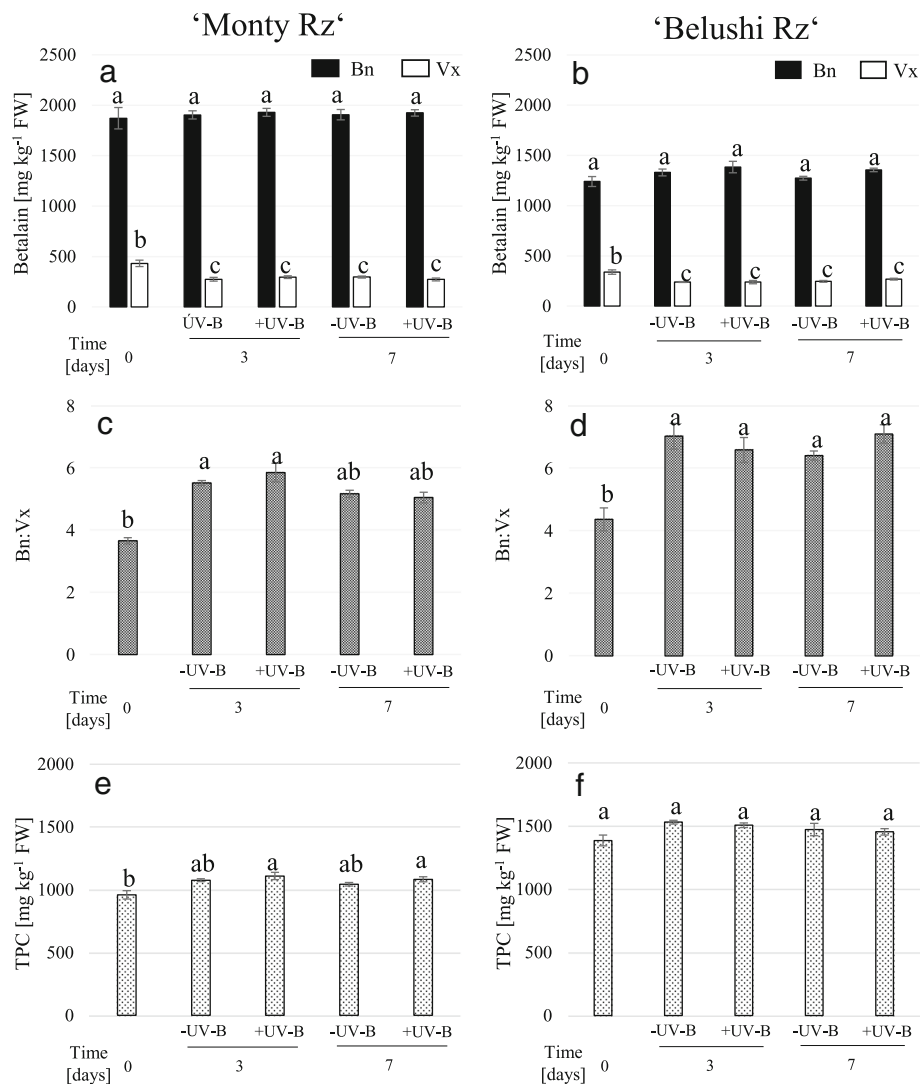 ‘Monty Rz‘
‘Belushi Rz‘
a
Bn Vx
Betalain [mg kg⁻¹ FW]
2500
2000
1500
1000
500
0
a a a a a
b c c c c
ÚV-B +UV-B -UV-B +UV-B
Time
[days]
0 3 7
b
Bn Vx
Betalain [mg kg⁻¹ FW]
2500
2000
1500
1000
500
0
a a a a a
b c c c c
-UV-B +UV-B -UV-B +UV-B
Time
[days]
0 3 7
c
Bn:Vx
8
6
4
2
0
b a a ab ab
-UV-B +UV-B -UV-B +UV-B
Time
[days]
0 3 7
d
Bn:Vx
8
6
4
2
0
b a a a a
-UV-B +UV-B -UV-B +UV-B
Time
[days]
0 3 7
e
TPC [mg kg⁻¹ FW]
2000
1500
1000
500
0
b ab a ab a
-UV-B +UV-B -UV-B +UV-B
Time
[days]
0 3 7
f
TPC [mg kg⁻¹ FW]
2000
1500
1000
500
0
a a a a a
-UV-B +UV-B -UV-B +UV-B
Time
[days]
0 3 7